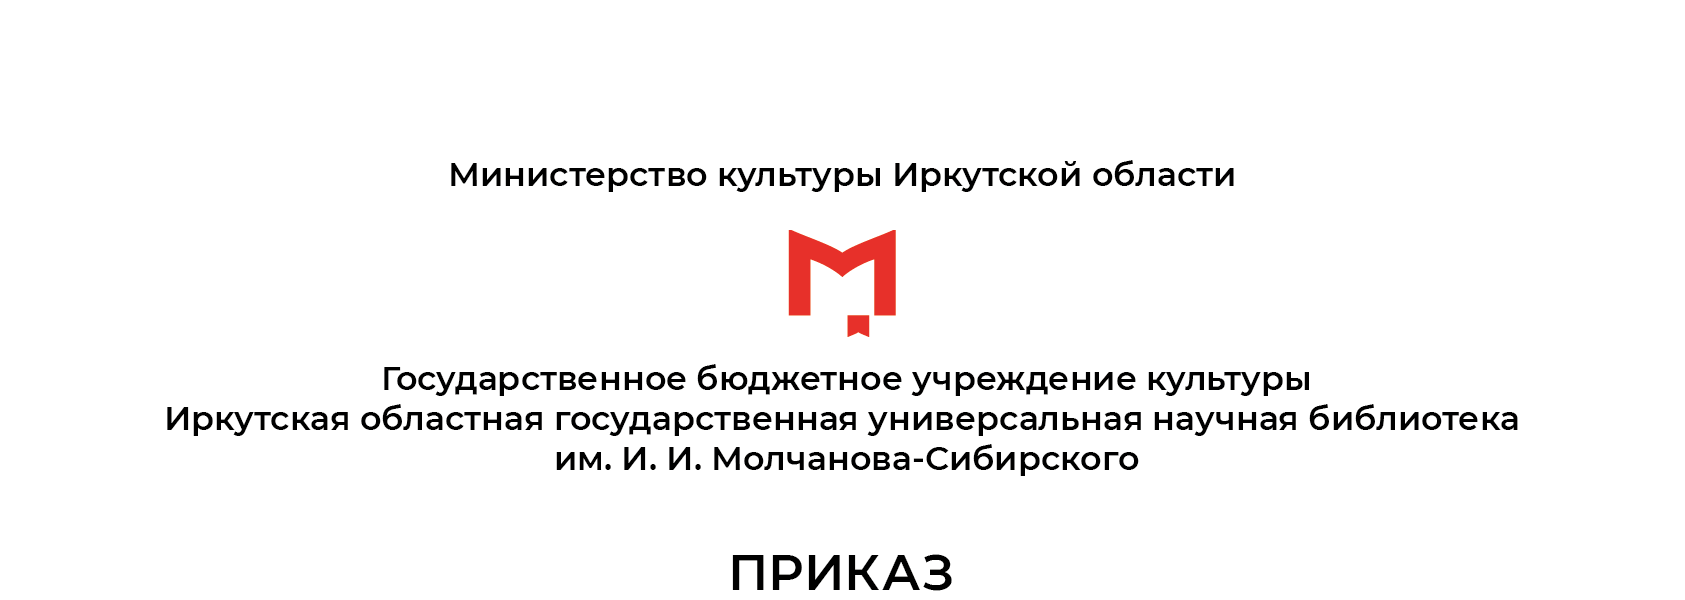 Министерство культуры Иркутской области
Государственное бюджетное учреждение культуры
Иркутская областная государственная универсальная научная библиотека
им. И. И. Молчанова-Сибирского
ПРИКАЗ